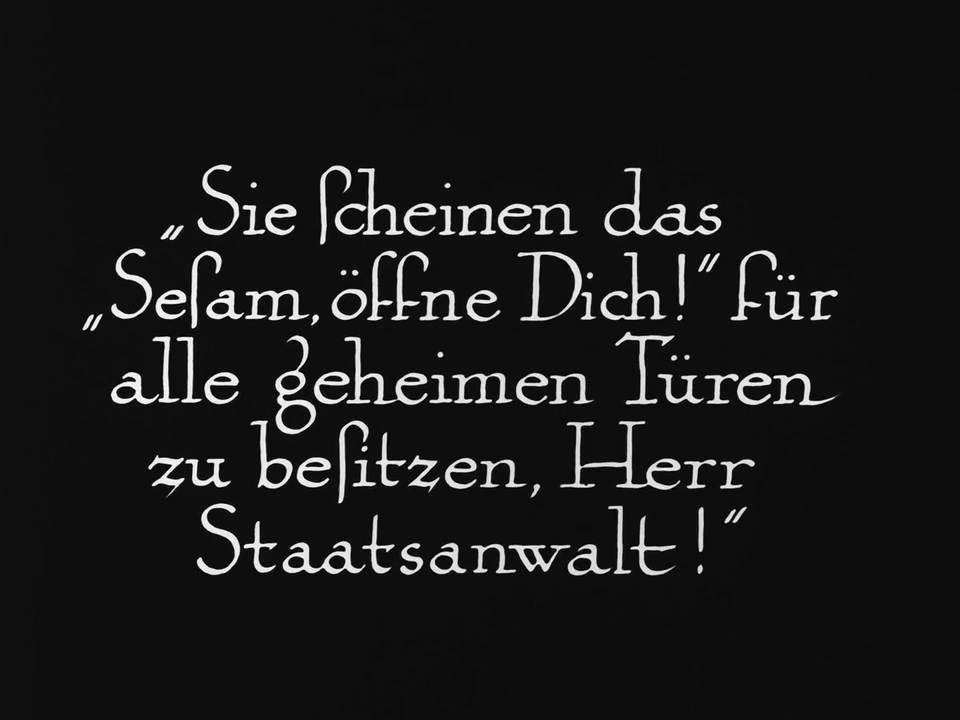 „Sie ſcheinen das
„Seſam, öffne Dich!“ für
alle geheimen Türen
zu beſitzen, Herr
Staatsanwalt!“